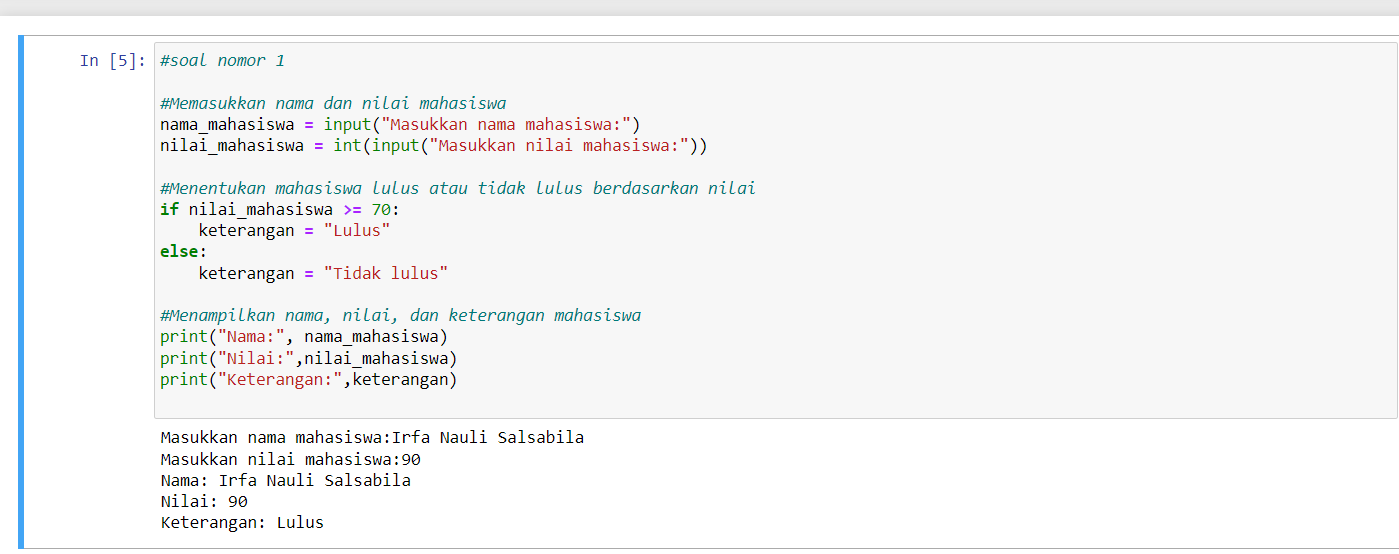 In [5]: #soal nomor 1
#Memasukkan nama dan nilai mahasiswa
nama_mahasiswa = input("Masukkan nama mahasiswa:")
nilai_mahasiswa = int(input("Masukkan nilai mahasiswa:"))
#Menentukan mahasiswa lulus atau tidak lulus berdasarkan nilai
if nilai_mahasiswa >= 70:
    keterangan = "Lulus"
else:
    keterangan = "Tidak lulus"
#Menampilkan nama, nilai, dan keterangan mahasiswa
print("Nama:", nama_mahasiswa)
print("Nilai:",nilai_mahasiswa)
print("Keterangan:",keterangan)
Masukkan nama mahasiswa:Irfa Nauli Salsabila
Masukkan nilai mahasiswa:90
Nama: Irfa Nauli Salsabila
Nilai: 90
Keterangan: Lulus